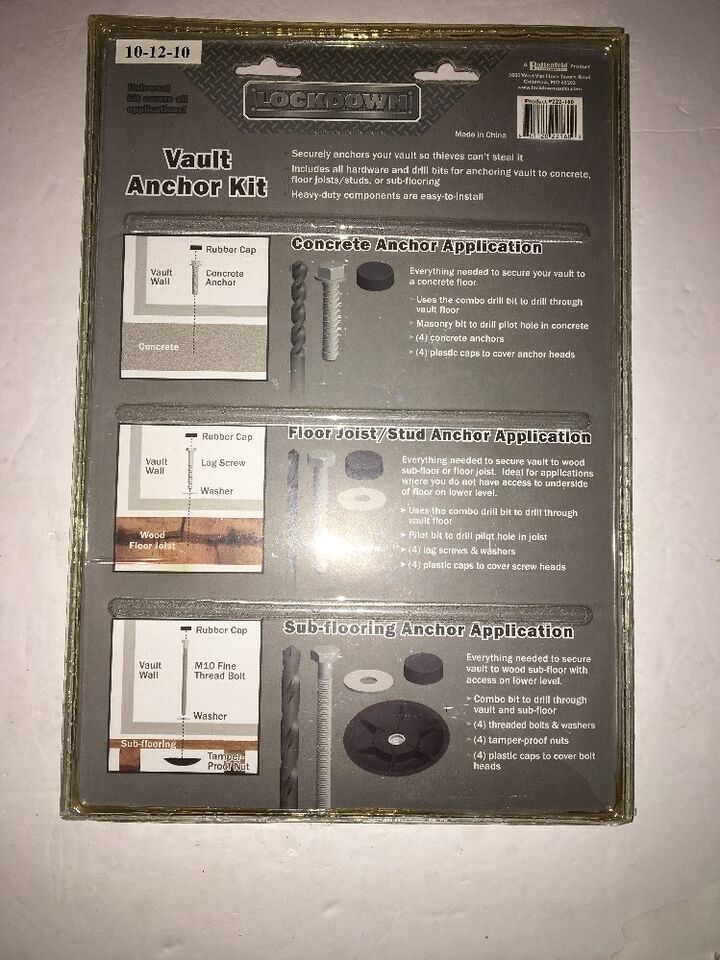 10-12-10
Universal
kit covers all
applications!
LOCKDOWN
A Battenfeld Product
Columbia, MO 65203
www.lockdownvaults.com
Product #222-160
Made in China
Vault
Anchor Kit
Securely anchors your vault so thieves can't steal it
Includes all hardware and drill bits for anchoring vault to concrete,
floor joists/studs, or sub-flooring
Heavy-duty components are easy-to-install
Concrete Anchor Application
Rubber Cap
Vault
Wall
Concrete
Anchor
Concrete
Everything needed to secure your vault to
a concrete floor.
Uses the combo drill bit to drill through
vault floor
Masonry bit to drill pilot hole in concrete
(4) concrete anchors
(4) plastic caps to cover anchor heads
Floor Joist/Stud Anchor Application
Rubber Cap
Vault
Wall
Lag Screw
Washer
Wood
Floor Joist
Everything needed to secure vault to wood
sub-floor or floor joist. Ideal for applications
where you do not have access to underside
of floor on lower level.
Uses the combo drill bit to drill through
vault floor
Pilot bit to drill pilot hole in joist
(4) lag screws & washers
(4) plastic caps to cover screw heads
Sub-flooring Anchor Application
Rubber Cap
Vault
Wall
M10 Fine
Thread Bolt
Washer
Sub-flooring
Tamper-
Proof Nut
Everything needed to secure
vault to wood sub-floor with
access on lower level.
Combo bit to drill through
vault and sub-floor
(4) threaded bolts & washers
(4) tamper-proof nuts
(4) plastic caps to cover bolt
heads